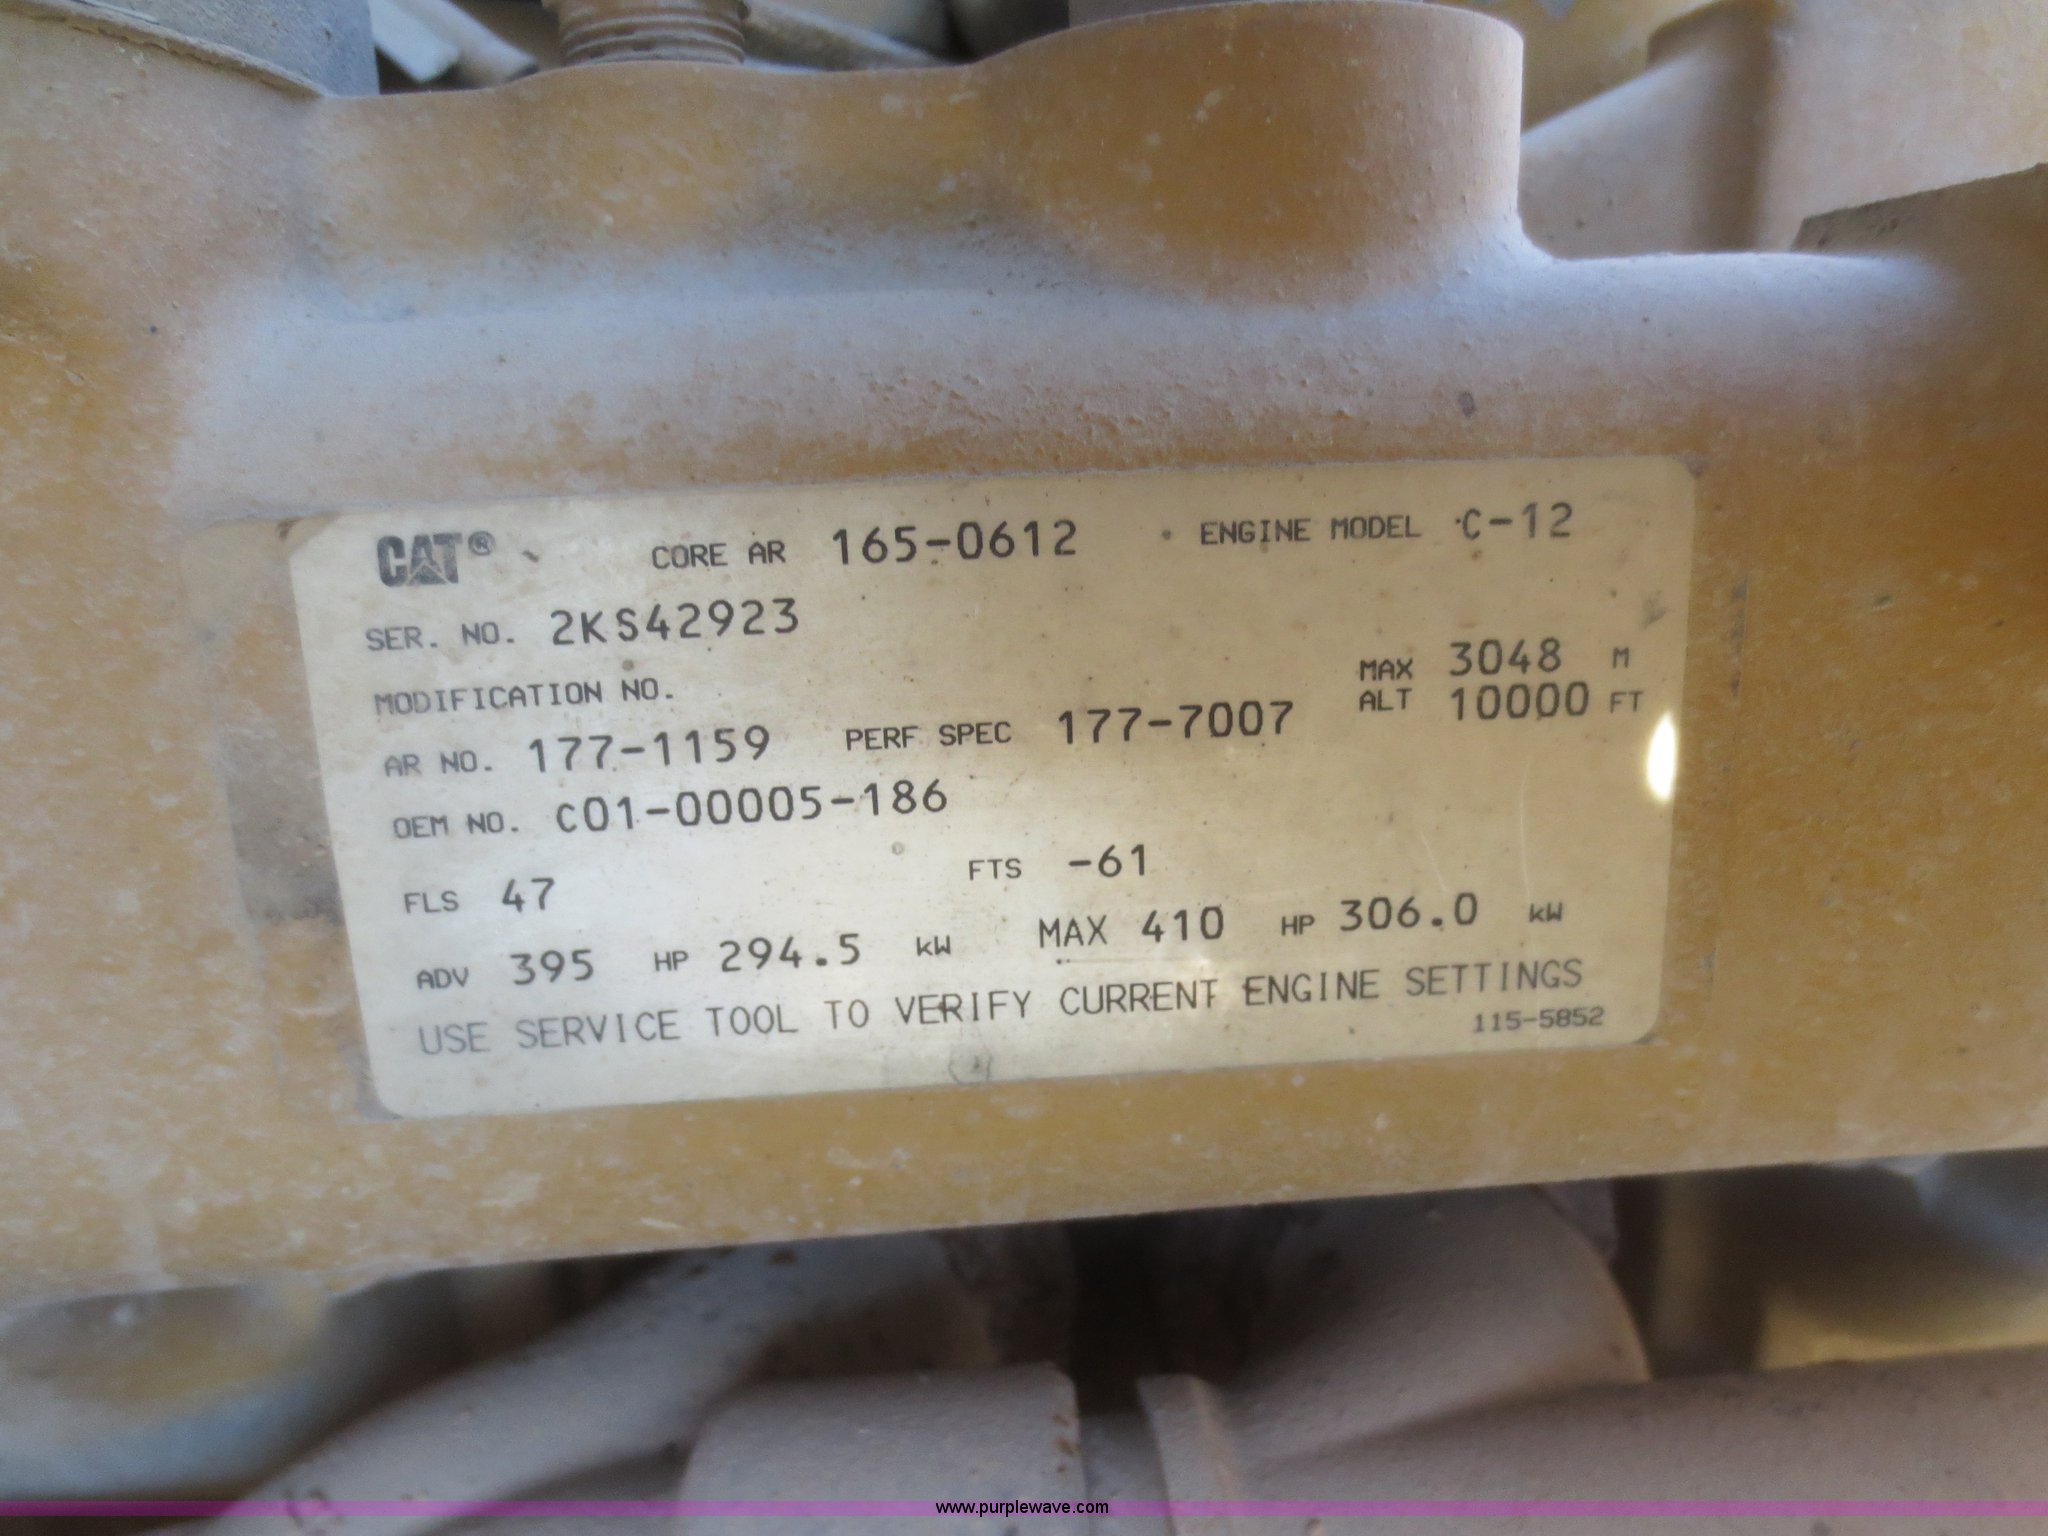 CAT® CORE AR 165-0612 ENGINE MODEL C-12
SER. NO. 2KS42923
MODIFICATION NO.
MAX ALT 3048 M 10000 FT
AR NO. 177-1159 PERF SPEC 177-7007
OEM NO. C01-00005-186
FLS 47 FTS -61
ADV 395 HP 294.5 kW MAX 410 HP 306.0 kW
USE SERVICE TOOL TO VERIFY CURRENT ENGINE SETTINGS
115-5852
www.purplewave.com